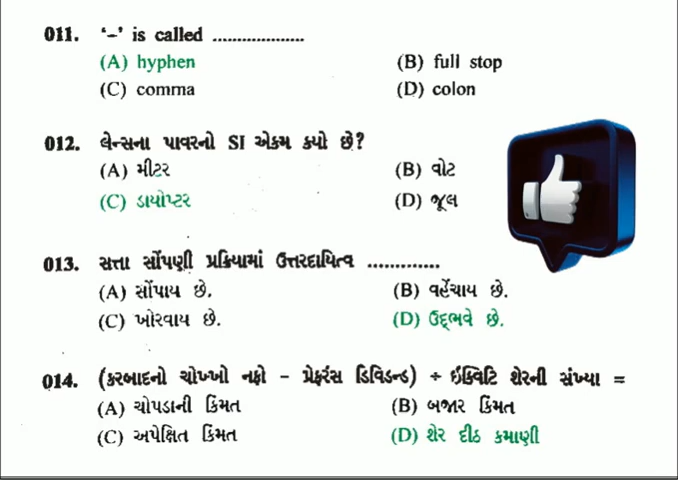 011. ‘–’ is called ...................
(A) hyphen (B) full stop
(C) comma (D) colon
012. લેન્સના પાવરનો SI એકમ કયો છે?
(A) મીટર (B) વોટ
(C) ડાયોપ્ટર (D) જૂલ
013. સત્તા સોંપણી પ્રક્રિયામાં ઉત્તરદાયિત્વ .............
(A) સોંપાય છે. (B) વહેંચાય છે.
(C) ખોરવાય છે. (D) ઉદ્ભવે છે.
014. (કરબાદનો ચોખ્ખો નફો – પ્રેફરંસ ડિવિડન્ડ) ÷ ઇક્વિટિ શેરની સંખ્યા =
(A) ચોપડાની કિંમત (B) બજાર કિંમત
(C) અપેક્ષિત કિંમત (D) શેર દીઠ કમાણી